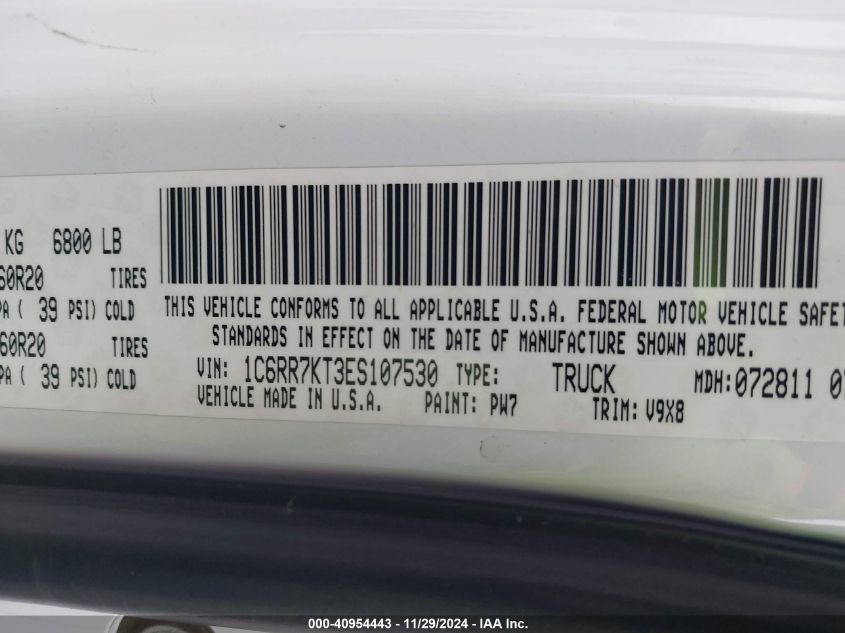 KG 6800 LB
60R20 TIRES
PA ( 39 PSI) COLD
60R20 TIRES
PA ( 39 PSI) COLD
THIS VEHICLE CONFORMS TO ALL APPLICABLE U.S.A. FEDERAL MOTOR VEHICLE SAFET
STANDARDS IN EFFECT ON THE DATE OF MANUFACTURE SHOWN ABOVE.
VIN: 1C6RR7KT3ES107530 TYPE: TRUCK MDH:072811 07
VEHICLE MADE IN U.S.A. PAINT: PW7 TRIM: V9X8
000-40954443 - 11/29/2024 - IAA Inc.